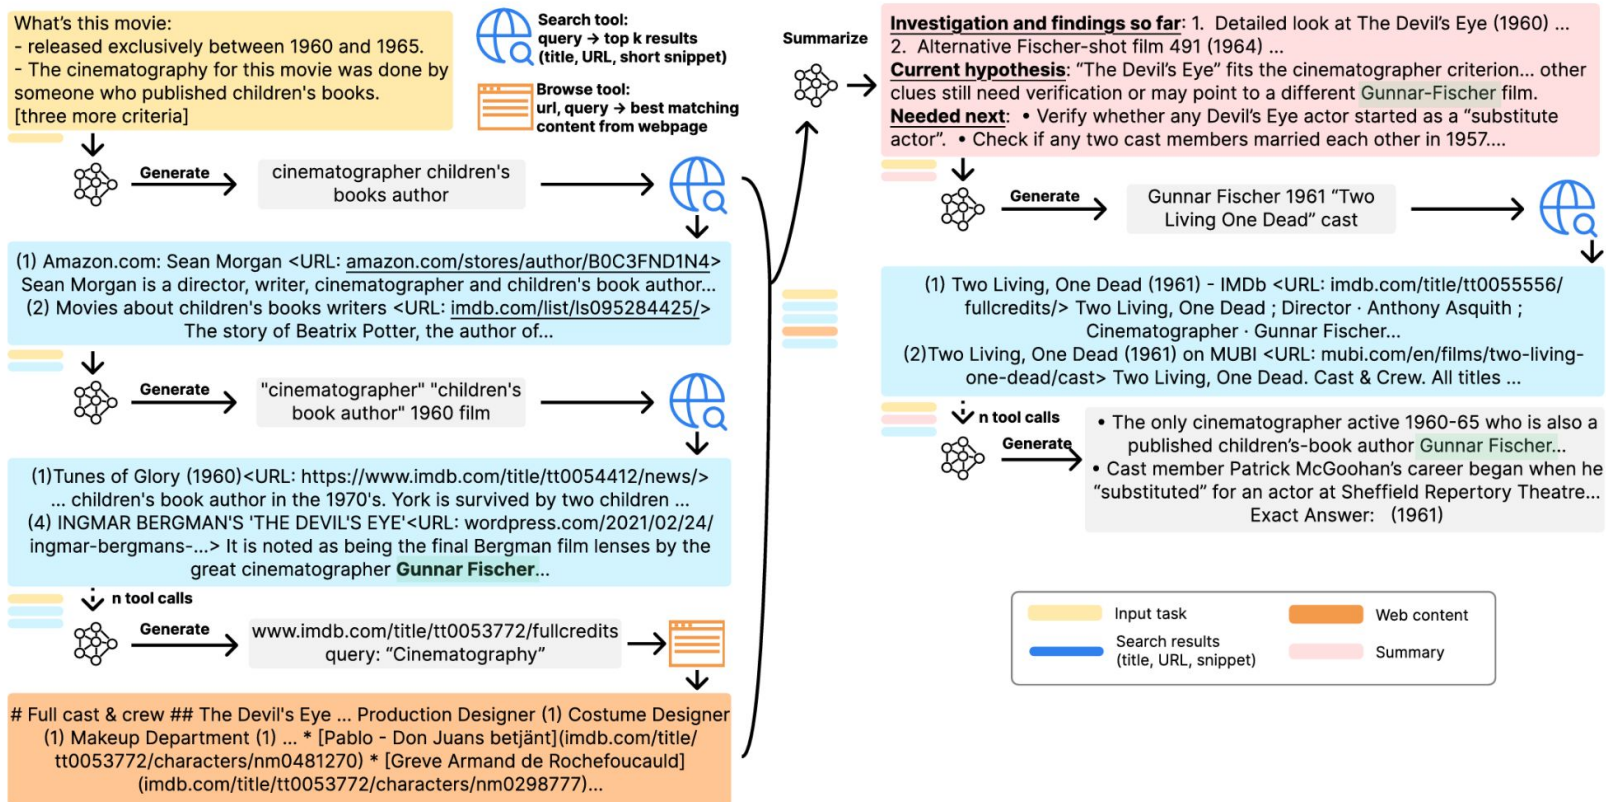 What's this movie:
- released exclusively between 1960 and 1965.
- The cinematography for this movie was done by
someone who published children's books.
[three more criteria]
Search tool:
query → top k results
(title, URL, short snippet)
Browse tool:
url, query → best matching
content from webpage
Generate
cinematographer children's
books author
(1) Amazon.com: Sean Morgan <URL: amazon.com/stores/author/B0C3FND1N4>
Sean Morgan is a director, writer, cinematographer and children's book author...
(2) Movies about children's books writers <URL: imdb.com/list/ls095284425/>
The story of Beatrix Potter, the author of...
Generate
"cinematographer" "children's
book author" 1960 film
(1)Tunes of Glory (1960)<URL: https://www.imdb.com/title/tt0054412/news/>
... children's book author in the 1970's. York is survived by two children ...
(4) INGMAR BERGMAN'S 'THE DEVIL'S EYE'<URL: wordpress.com/2021/02/24/
ingmar-bergmans-...> It is noted as being the final Bergman film lenses by the
great cinematographer Gunnar Fischer...
n tool calls
Generate
www.imdb.com/title/tt0053772/fullcredits
query: “Cinematography”
# Full cast & crew ## The Devil's Eye ... Production Designer (1) Costume Designer
(1) Makeup Department (1) ... * [Pablo - Don Juans betjänt](imdb.com/title/
tt0053772/characters/nm0481270) * [Greve Armand de Rochefoucauld]
(imdb.com/title/tt0053772/characters/nm0298777)...
Summarize
Investigation and findings so far: 1. Detailed look at The Devil's Eye (1960) ...
2. Alternative Fischer-shot film 491 (1964) ...
Current hypothesis: “The Devil's Eye” fits the cinematographer criterion... other
clues still need verification or may point to a different Gunnar-Fischer film.
Needed next: • Verify whether any Devil's Eye actor started as a “substitute
actor”. • Check if any two cast members married each other in 1957....
Generate
Gunnar Fischer 1961 “Two
Living One Dead” cast
(1) Two Living, One Dead (1961) - IMDb <URL: imdb.com/title/tt0055556/
fullcredits/> Two Living, One Dead ; Director · Anthony Asquith ;
Cinematographer · Gunnar Fischer...
(2)Two Living, One Dead (1961) on MUBI <URL: mubi.com/en/films/two-living-
one-dead/cast> Two Living, One Dead. Cast & Crew. All titles ...
n tool calls
Generate
• The only cinematographer active 1960-65 who is also a
published children's-book author Gunnar Fischer...
• Cast member Patrick McGoohan's career began when he
“substituted” for an actor at Sheffield Repertory Theatre...
Exact Answer: (1961)
Input task
Web content
Search results
(title, URL, snippet)
Summary